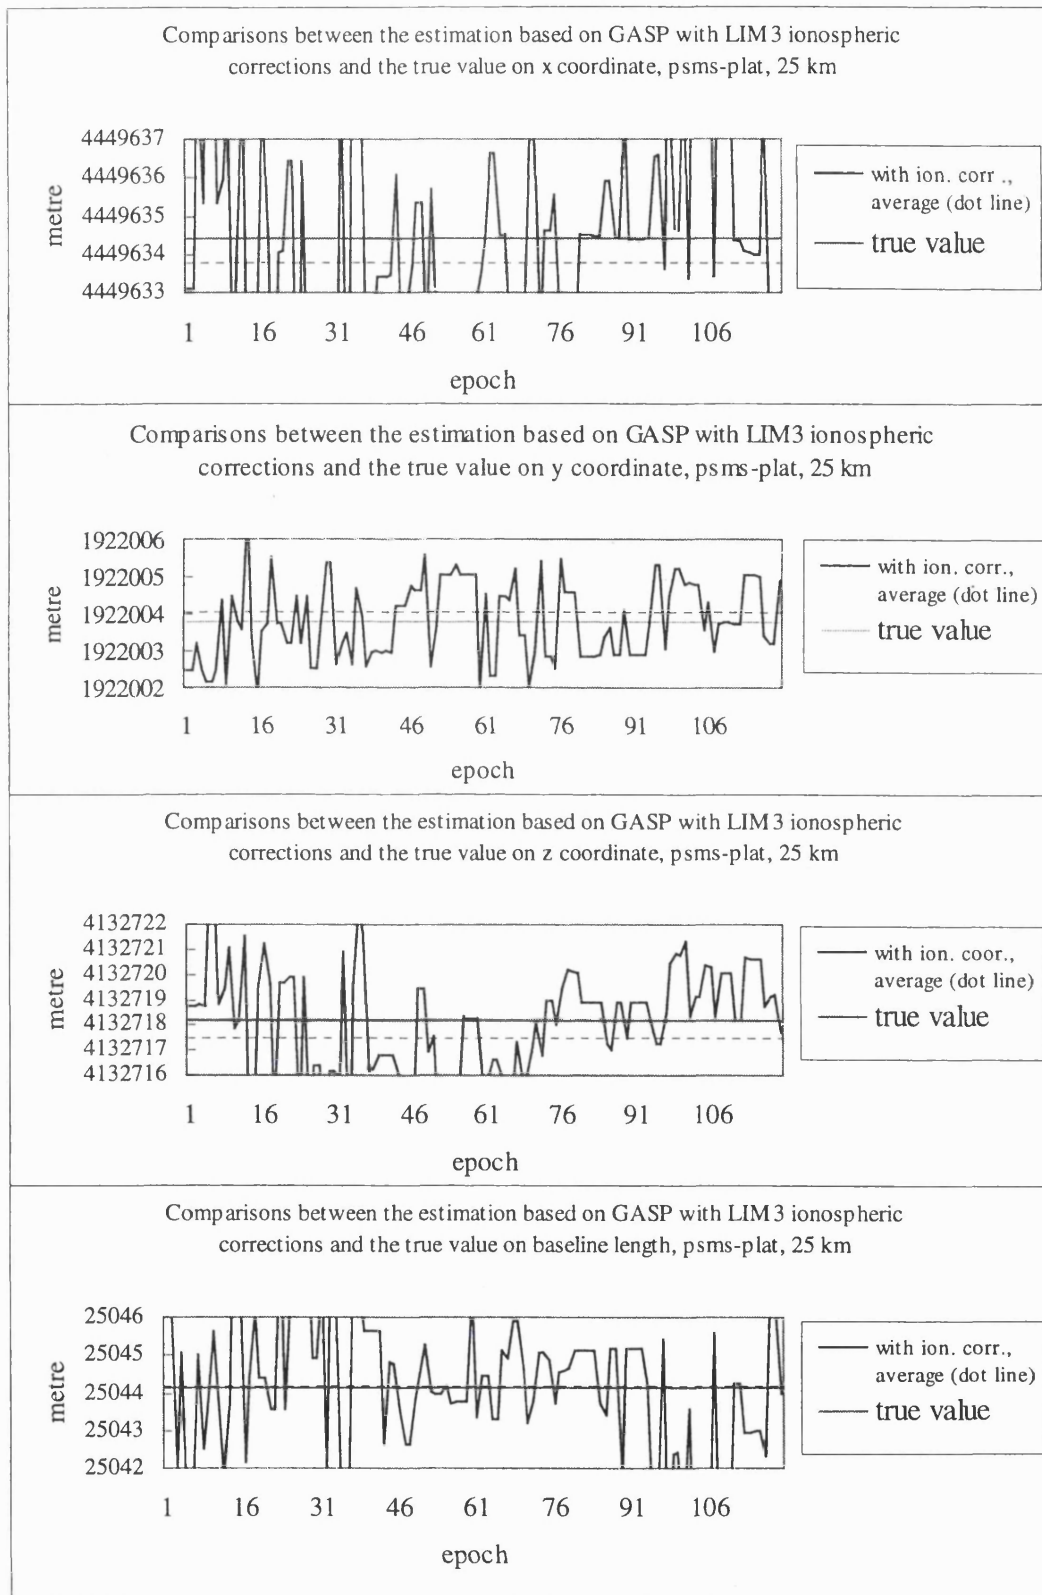 Comparisons between the estimation based on GASP with LIM3 ionospheric
corrections and the true value on x coordinate, psms-plat, 25 km
4449637
4449636
4449635
4449634
4449633
metre
1 16 31 46 61 76 91 106
epoch
with ion. corr .,
average (dot line)
true value
Comparisons between the estimation based on GASP with LIM3 ionospheric
corrections and the true value on y coordinate, psms-plat, 25 km
1922006
1922005
1922004
1922003
1922002
metre
1 16 31 46 61 76 91 106
epoch
with ion. corr.,
average (dot line)
true value
Comparisons between the estimation based on GASP with LIM3 ionospheric
corrections and the true value on z coordinate, psms-plat, 25 km
4132722
4132721
4132720
4132719
4132718
4132717
4132716
metre
1 16 31 46 61 76 91 106
epoch
with ion. coor.,
average (dot line)
true value
Comparisons between the estimation based on GASP with LIM3 ionospheric
corrections and the true value on baseline length, psms-plat, 25 km
25046
25045
25044
25043
25042
metre
1 16 31 46 61 76 91 106
epoch
with ion. corr.,
average (dot line)
true value